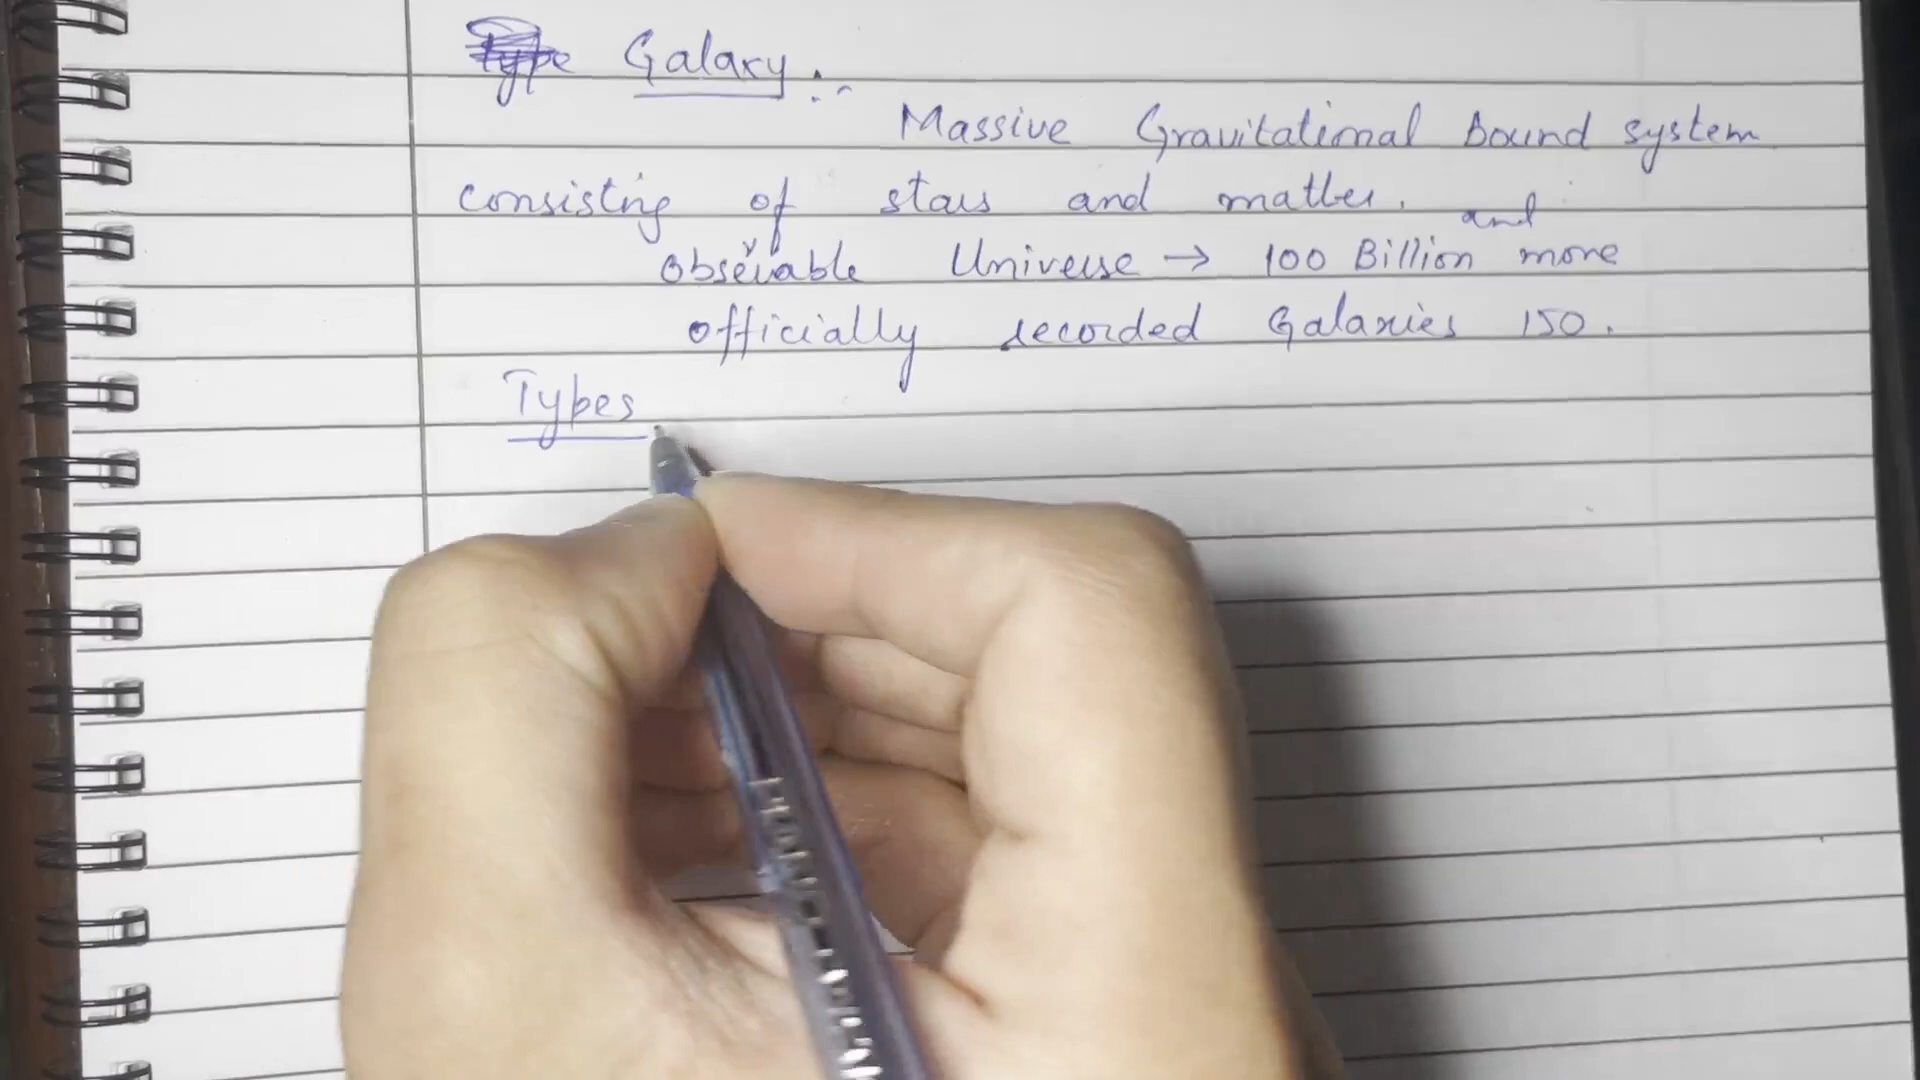 Type Galaxy :-
Massive Gravitational Bound system
consisting of stars and matter.
and
Observable Universe → 100 Billion more
officially recorded Galaxies 150.
Types